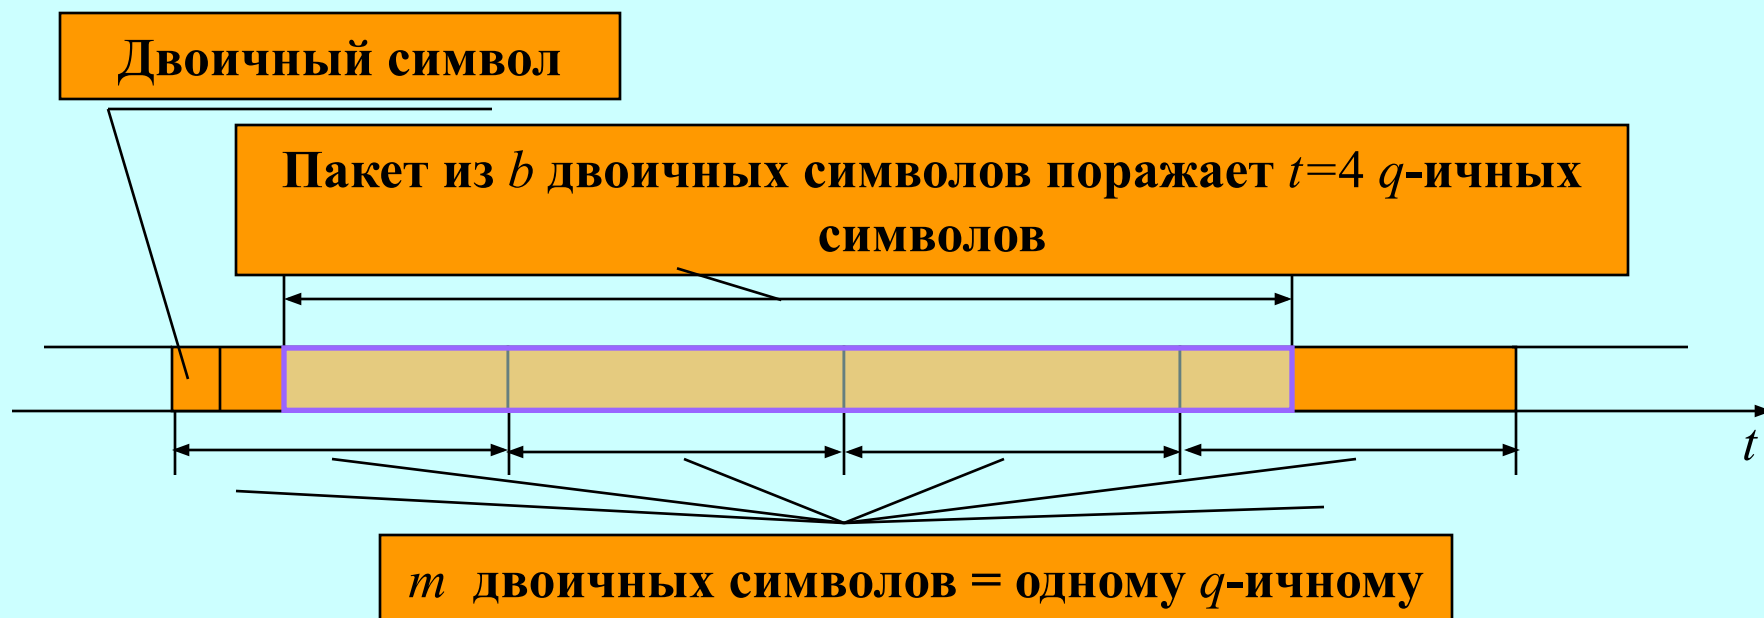 Двоичный символ
Пакет из b двоичных символов поражает t=4 q-ичных
символов
t
m двоичных символов = одному q-ичному